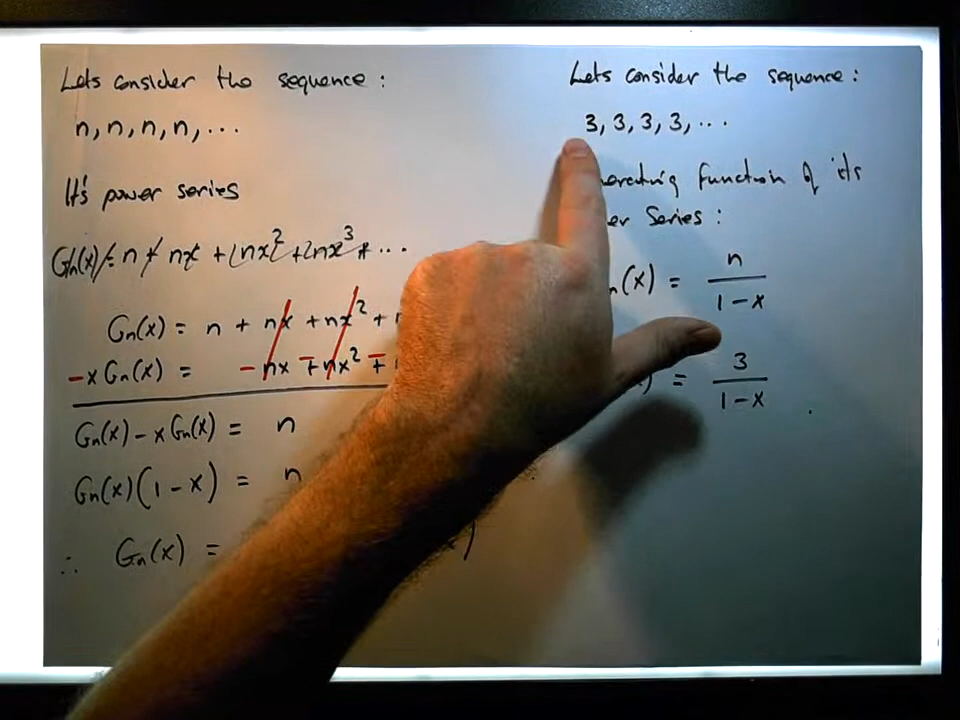 Lets consider the sequence:
n, n, n, n, ...
It's power series
Gn(x) = n + nx + nx² + nx³ + ...
Gn(x) = n + nx + nx² +
-x Gn(x) = - nx - nx² -
Gn(x) - x Gn(x) = n
Gn(x)(1 - x) = n
∴ Gn(x) =
Lets consider the sequence:
3, 3, 3, 3, ...
function of its
Series:
(x) = n / 1 - x
= 3 / 1 - x